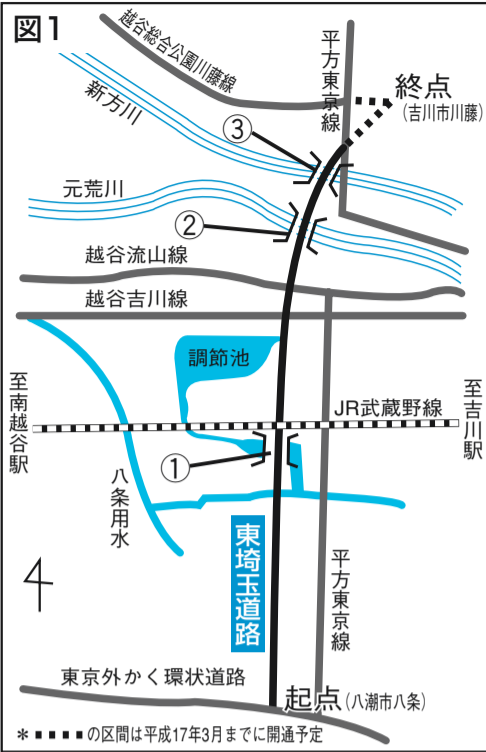 図1
越谷総合公園川藤線
平方東京線
終点
(吉川市川藤)
新方川
③
元荒川
②
越谷流山線
越谷吉川線
調節池
至南越谷駅
JR武蔵野線
至吉川駅
①
八条用水
東埼玉道路
平方東京線
東京外かく環状道路
起点(八潮市八条)
*■■■■の区間は平成17年3月までに開通予定